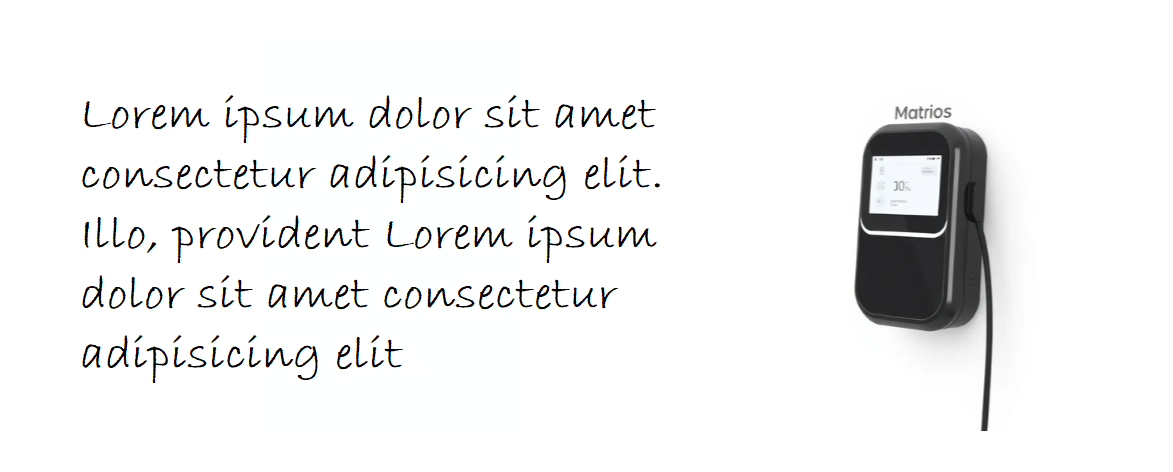 Lorem ipsum dolor sit amet
consectetur adipisicing elit.
Illo, provident Lorem ipsum
dolor sit amet consectetur
adipisicing elit
Matrios
30